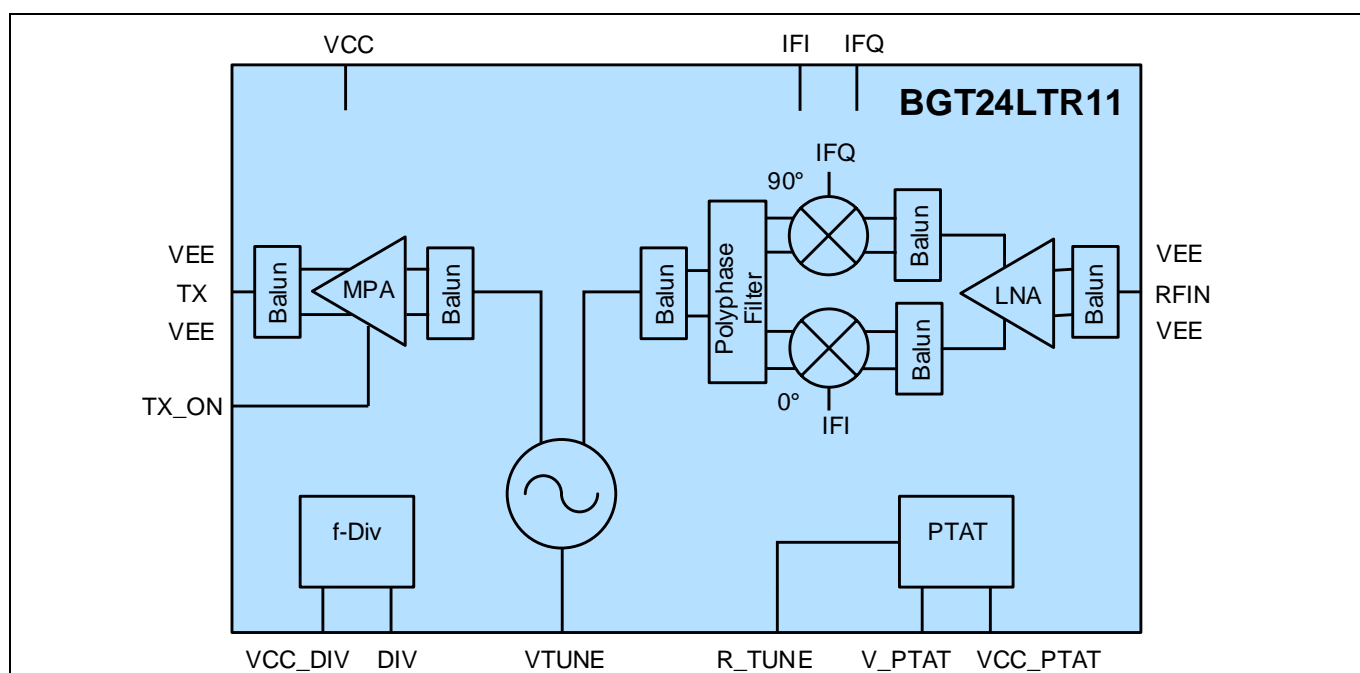 VCC
IFI
IFQ
BGT24LTR11
IFQ
90°
Balun
VEE
TX
VEE
Balun
MPA
Balun
Balun
Polyphase
Filter
LNA
Balun
VEE
RFIN
VEE
Balun
0°
IFI
TX_ON
f-Div
PTAT
VCC_DIV
DIV
VTUNE
R_TUNE
V_PTAT
VCC_PTAT